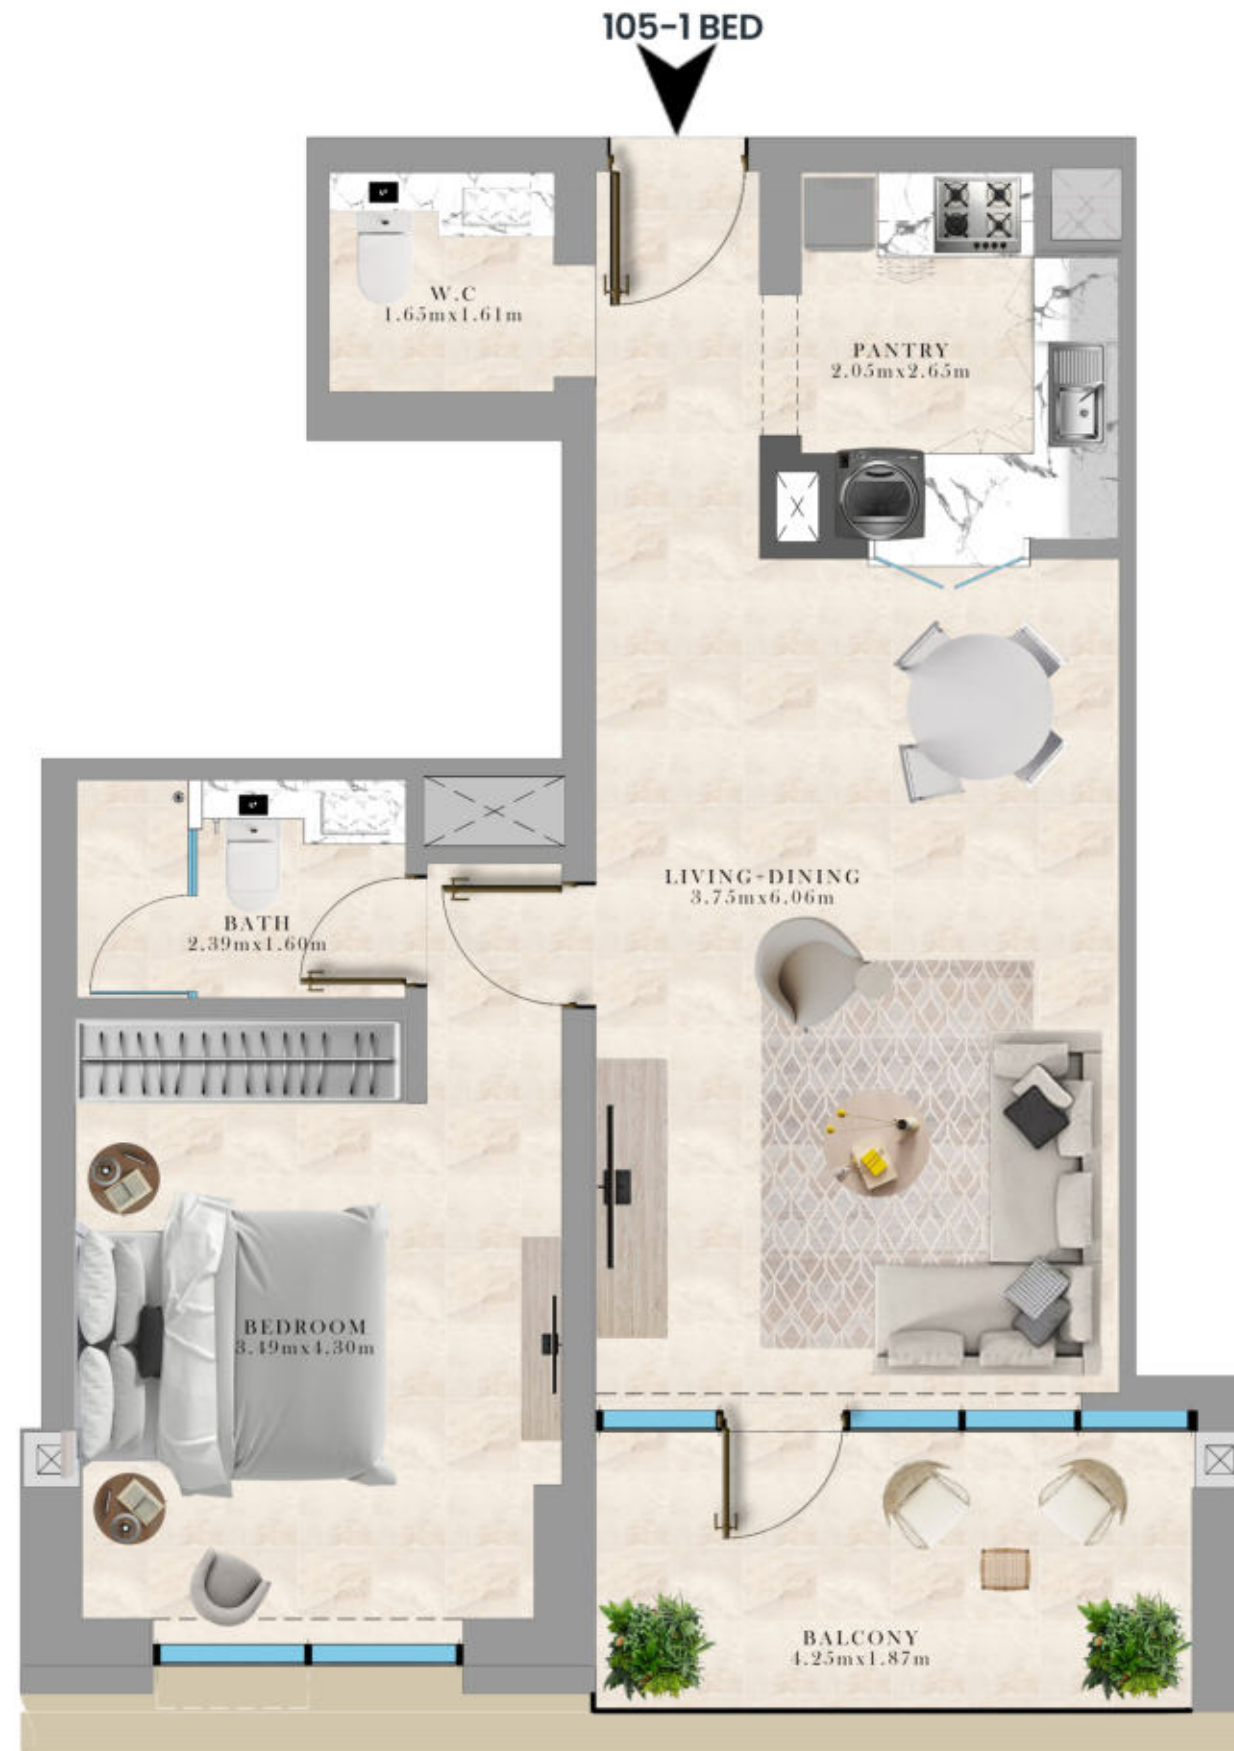 105-1 BED
W.C
1.65mx1.61m
PANTRY
2.05mx2.65m
LIVING+DINING
3.75mx6.06m
BATH
2.39mx1.60m
BEDROOM
3.49mx4.30m
BALCONY
4.25mx1.87m